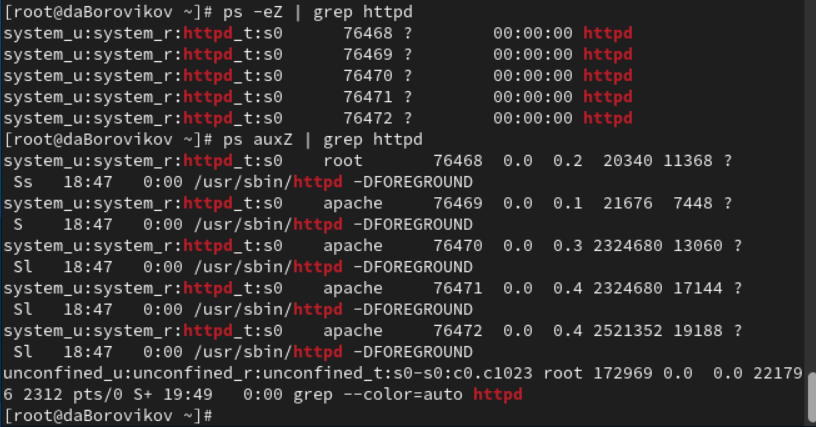 [root@daBorovikov ~]# ps -eZ | grep httpd
system_u:system_r:httpd_t:s0 76468 ? 00:00:00 httpd
system_u:system_r:httpd_t:s0 76469 ? 00:00:00 httpd
system_u:system_r:httpd_t:s0 76470 ? 00:00:00 httpd
system_u:system_r:httpd_t:s0 76471 ? 00:00:00 httpd
system_u:system_r:httpd_t:s0 76472 ? 00:00:00 httpd
[root@daBorovikov ~]# ps auxZ | grep httpd
system_u:system_r:httpd_t:s0 root 76468 0.0 0.2 20340 11368 ?
Ss 18:47 0:00 /usr/sbin/httpd -DFOREGROUND
system_u:system_r:httpd_t:s0 apache 76469 0.0 0.1 21676 7448 ?
S 18:47 0:00 /usr/sbin/httpd -DFOREGROUND
system_u:system_r:httpd_t:s0 apache 76470 0.0 0.3 2324680 13060 ?
Sl 18:47 0:00 /usr/sbin/httpd -DFOREGROUND
system_u:system_r:httpd_t:s0 apache 76471 0.0 0.4 2324680 17144 ?
Sl 18:47 0:00 /usr/sbin/httpd -DFOREGROUND
system_u:system_r:httpd_t:s0 apache 76472 0.0 0.4 2521352 19188 ?
Sl 18:47 0:00 /usr/sbin/httpd -DFOREGROUND
unconfined_u:unconfined_r:unconfined_t:s0-s0:c0.c1023 root 172969 0.0 0.0 22179
6 2312 pts/0 S+ 19:49 0:00 grep --color=auto httpd
[root@daBorovikov ~]#